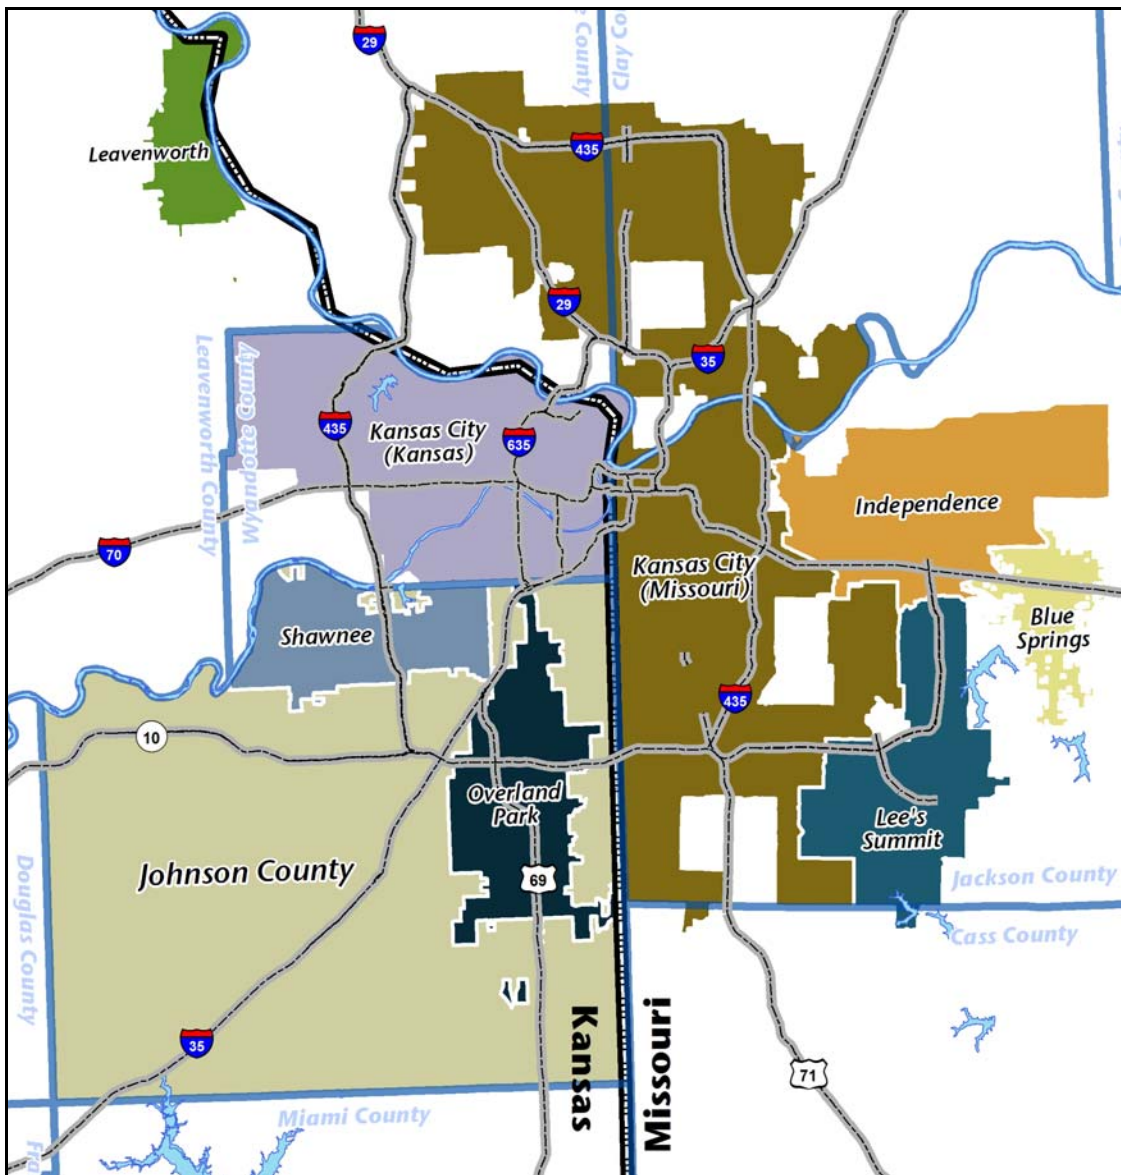 29
e County
Clay Co
Leavenworth
435
29
35
Leavenworth County
Wyandotte County
435
Kansas City
(Kansas)
635
Independence
70
Kansas City
(Missouri)
Shawnee
Blue
Springs
435
10
Overland
Park
Lee's
Summit
Johnson County
69
Jackson County
Cass County
Douglas County
Kansas
Missouri
35
71
Miami County
Fra